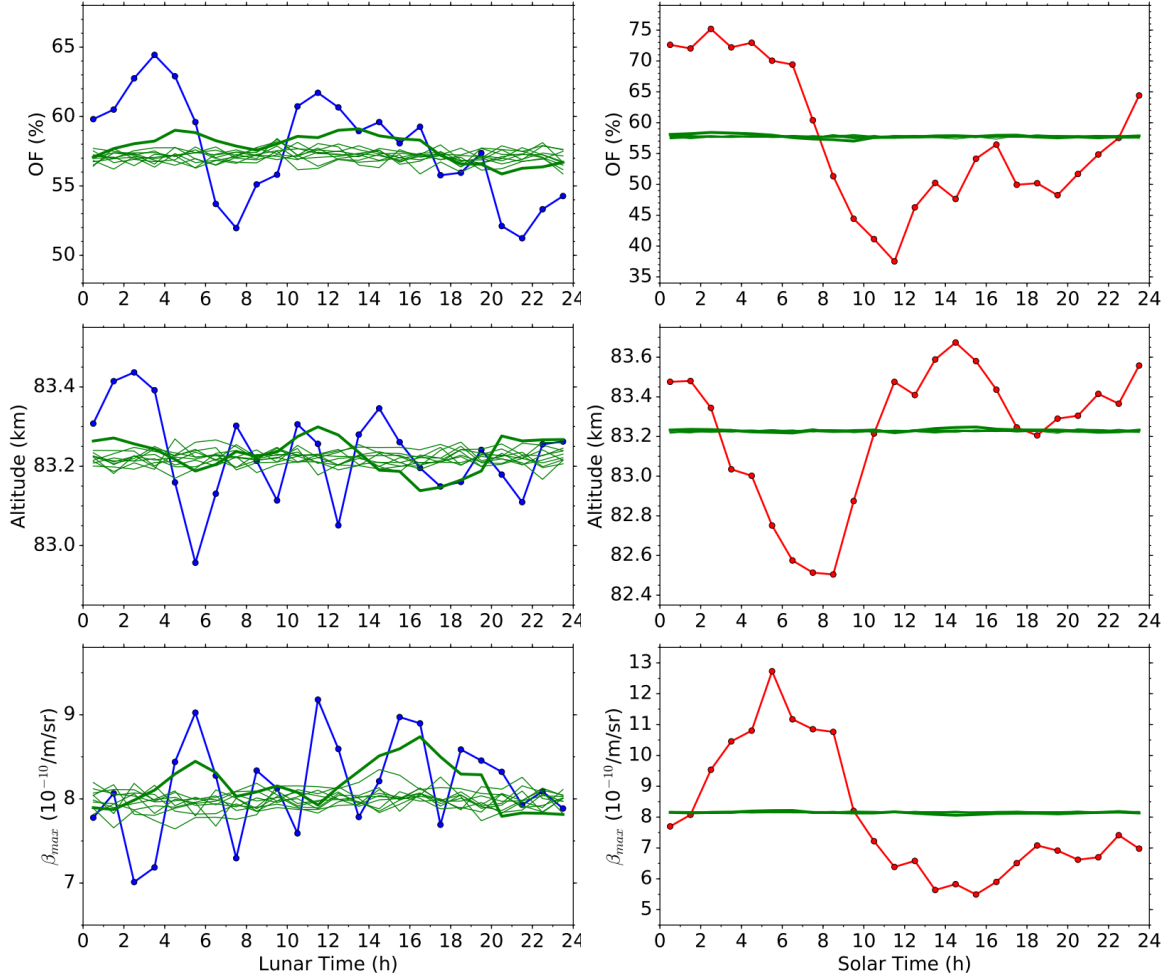 65
60
55
50
OF (%)
0 2 4 6 8 10 12 14 16 18 20 22 24
75
70
65
60
55
50
45
40
35
OF (%)
0 2 4 6 8 10 12 14 16 18 20 22 24
83.4
83.2
83.0
Altitude (km)
0 2 4 6 8 10 12 14 16 18 20 22 24
83.6
83.4
83.2
83.0
82.8
82.6
82.4
Altitude (km)
0 2 4 6 8 10 12 14 16 18 20 22 24
9
8
7
β_max (10⁻¹⁰/m/sr)
0 2 4 6 8 10 12 14 16 18 20 22 24
Lunar Time (h)
13
12
11
10
9
8
7
6
5
β_max (10⁻¹⁰/m/sr)
0 2 4 6 8 10 12 14 16 18 20 22 24
Solar Time (h)